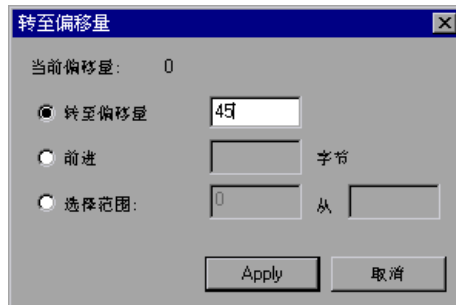 转至偏移量
当前偏移量: 0
转至偏移量 45
前进 字节
选择范围: 0 从
Apply 取消